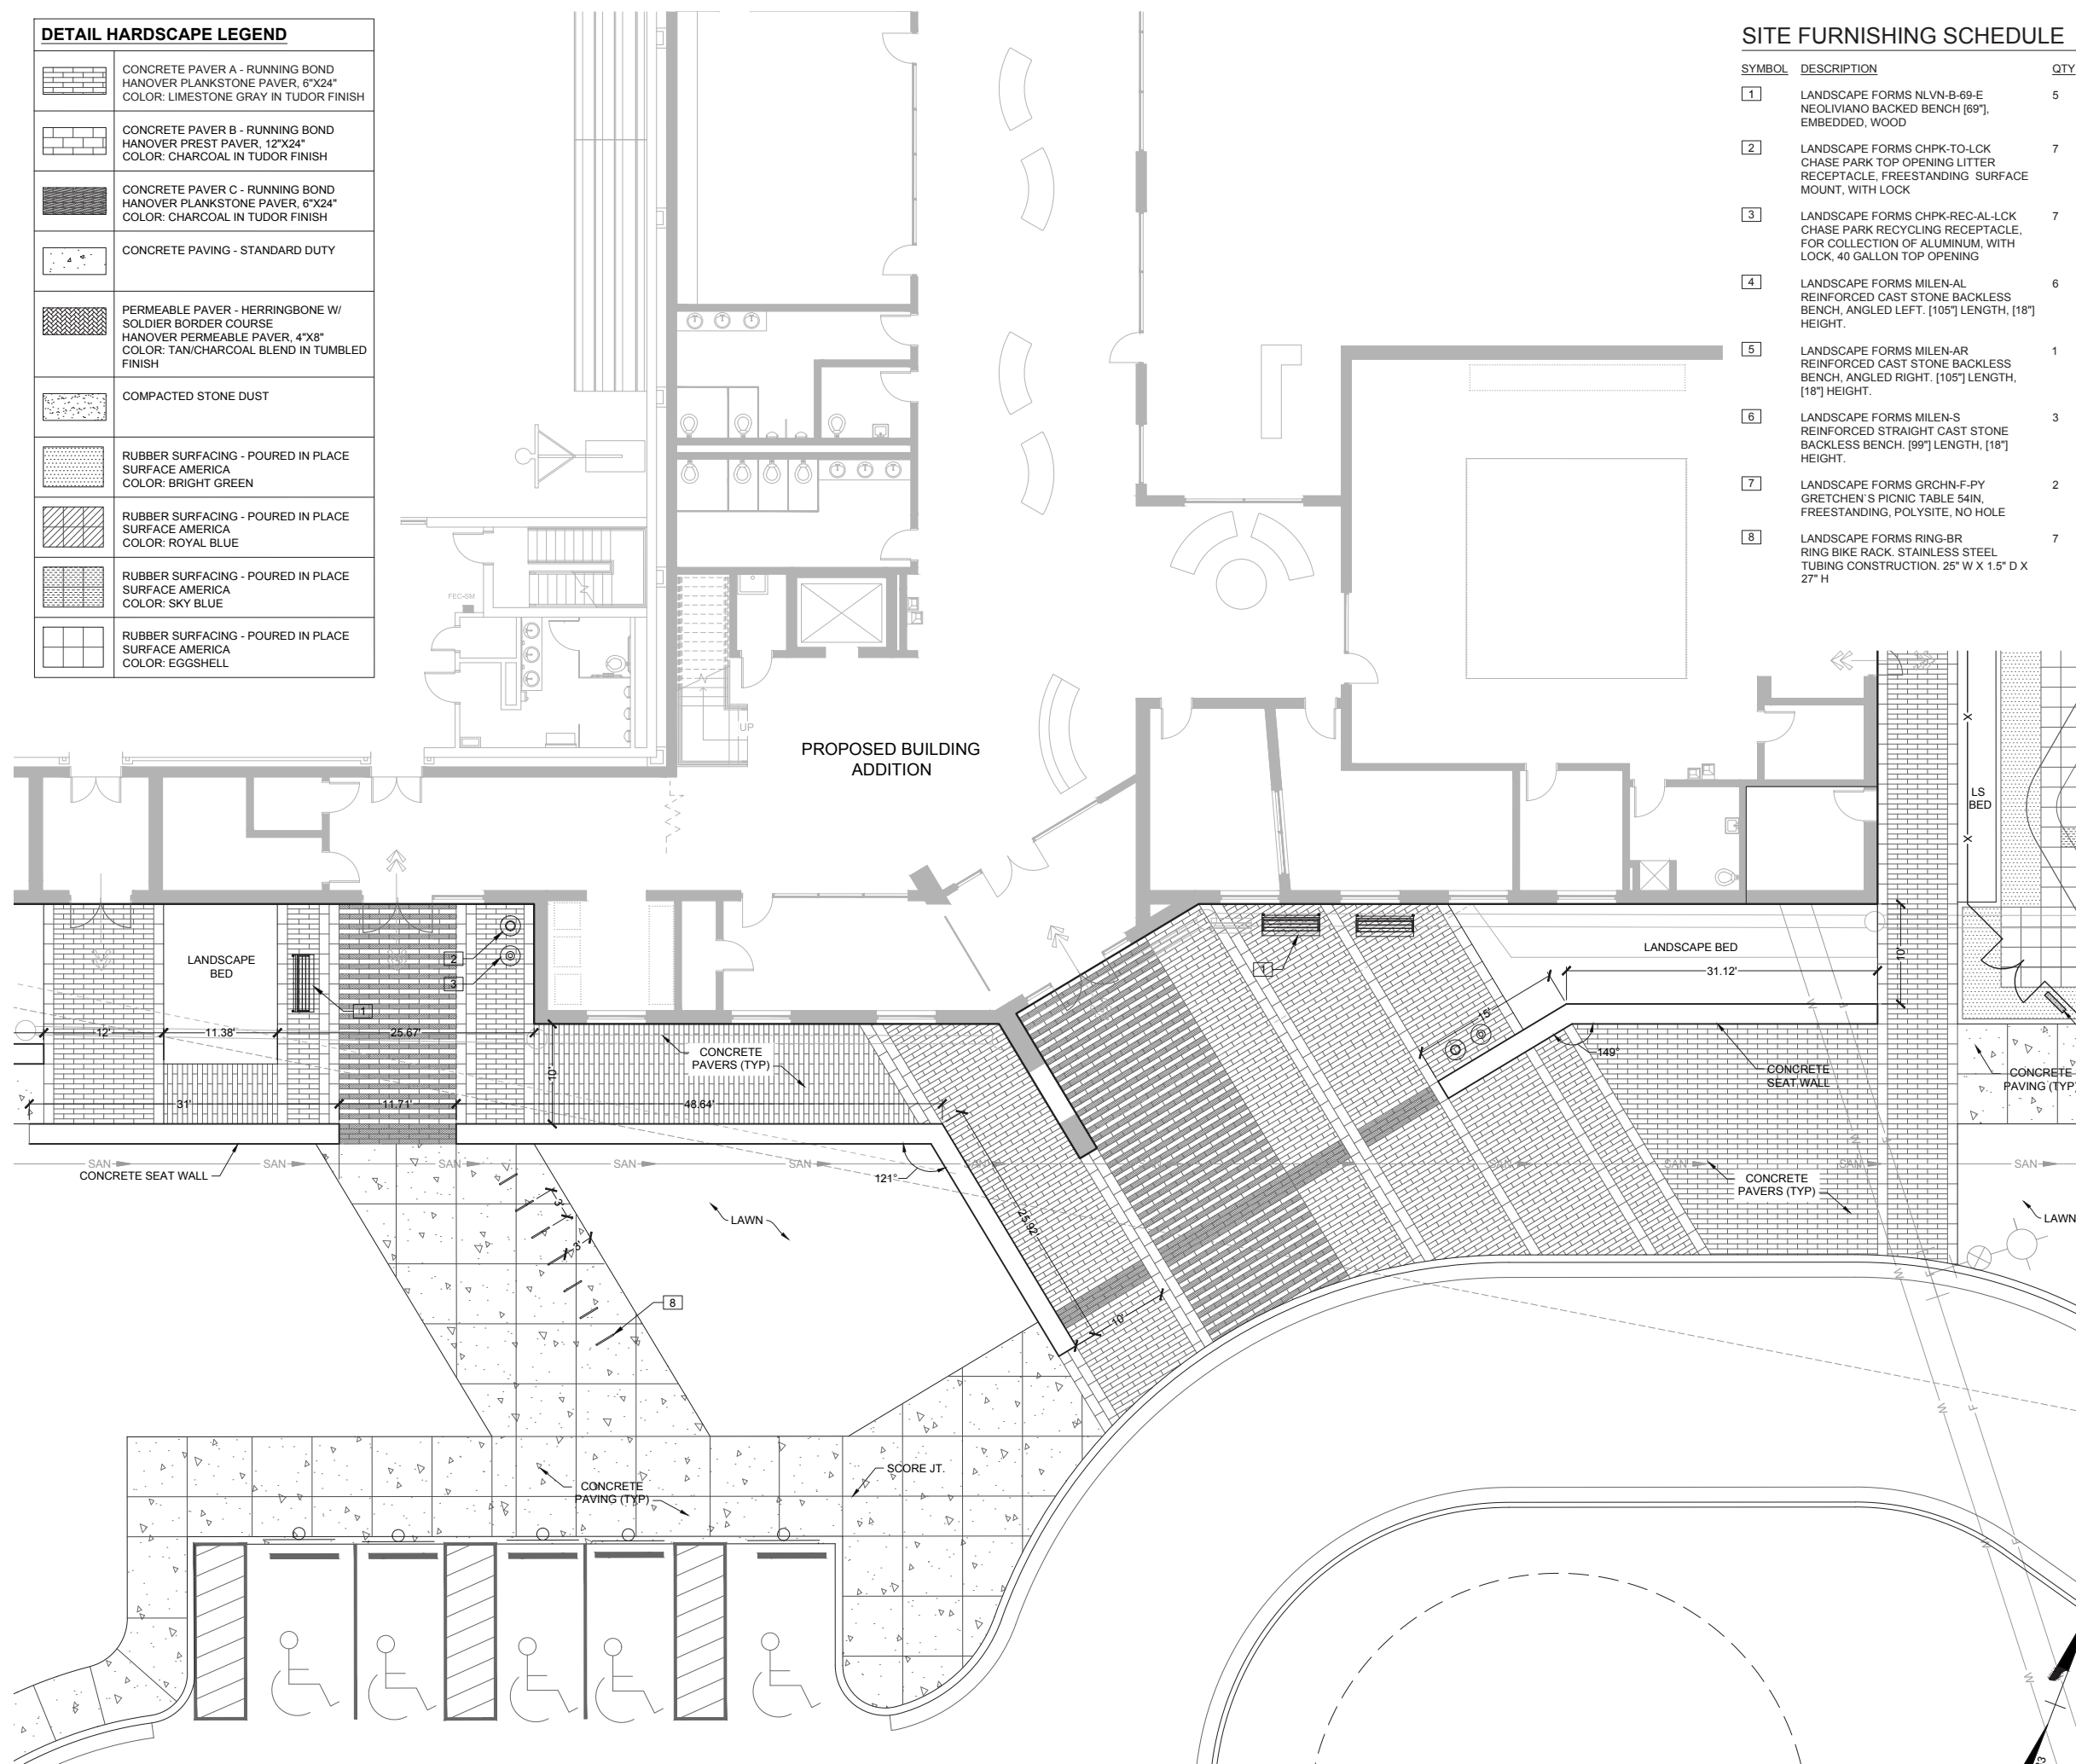 DETAIL HARDSCAPE LEGEND
CONCRETE PAVER A - RUNNING BOND
HANOVER PLANKSTONE PAVER, 6"X24"
COLOR: LIMESTONE GRAY IN TUDOR FINISH
CONCRETE PAVER B - RUNNING BOND
HANOVER PREST PAVER, 12"X24"
COLOR: CHARCOAL IN TUDOR FINISH
CONCRETE PAVER C - RUNNING BOND
HANOVER PLANKSTONE PAVER, 6"X24"
COLOR: CHARCOAL IN TUDOR FINISH
CONCRETE PAVING - STANDARD DUTY
PERMEABLE PAVER - HERRINGBONE W/
SOLDIER BORDER COURSE
HANOVER PERMEABLE PAVER, 4"X8"
COLOR: TAN/CHARCOAL BLEND IN TUMBLED
FINISH
COMPACTED STONE DUST
RUBBER SURFACING - POURED IN PLACE
SURFACE AMERICA
COLOR: BRIGHT GREEN
RUBBER SURFACING - POURED IN PLACE
SURFACE AMERICA
COLOR: ROYAL BLUE
RUBBER SURFACING - POURED IN PLACE
SURFACE AMERICA
COLOR: SKY BLUE
RUBBER SURFACING - POURED IN PLACE
SURFACE AMERICA
COLOR: EGGSHELL
SITE FURNISHING SCHEDULE
SYMBOL DESCRIPTION QTY
1 LANDSCAPE FORMS NLVN-B-69-E 5
NEOLIVIANO BACKED BENCH [69"],
EMBEDDED, WOOD
2 LANDSCAPE FORMS CHPK-TO-LCK 7
CHASE PARK TOP OPENING LITTER
RECEPTACLE, FREESTANDING SURFACE
MOUNT, WITH LOCK
3 LANDSCAPE FORMS CHPK-REC-AL-LCK 7
CHASE PARK RECYCLING RECEPTACLE,
FOR COLLECTION OF ALUMINUM, WITH
LOCK, 40 GALLON TOP OPENING
4 LANDSCAPE FORMS MILEN-AL 6
REINFORCED CAST STONE BACKLESS
BENCH, ANGLED LEFT. [105"] LENGTH, [18"]
HEIGHT.
5 LANDSCAPE FORMS MILEN-AR 1
REINFORCED CAST STONE BACKLESS
BENCH, ANGLED RIGHT. [105"] LENGTH,
[18"] HEIGHT.
6 LANDSCAPE FORMS MILEN-S 3
REINFORCED STRAIGHT CAST STONE
BACKLESS BENCH. [99"] LENGTH, [18"]
HEIGHT.
7 LANDSCAPE FORMS GRCHN-F-PY 2
GRETCHEN`S PICNIC TABLE 54IN,
FREESTANDING, POLYSITE, NO HOLE
8 LANDSCAPE FORMS RING-BR 7
RING BIKE RACK. STAINLESS STEEL
TUBING CONSTRUCTION. 25" W X 1.5" D X
27" H
FEC-SM
UP
PROPOSED BUILDING
ADDITION
X
LS
BED
X
LANDSCAPE
BED
2
3
1
12'
11.38'
25.67'
10'
31'
11.71'
48.64'
CONCRETE
PAVERS (TYP)
1
LANDSCAPE BED
31.12'
10'
15'
149°
CONCRETE
SEAT WALL
CONCRETE
PAVING (TYP)
W
F
W
F
SAN
SAN
SAN
SAN
SAN
SAN
SAN
SAN
SAN
SAN
SAN
SAN
CONCRETE SEAT WALL
121°
25.92'
10'
CONCRETE
PAVERS (TYP)
LAWN
LAWN
3'
3'
8
W
F
W
F
SCORE JT.
CONCRETE
PAVING (TYP)
W
F
W
W